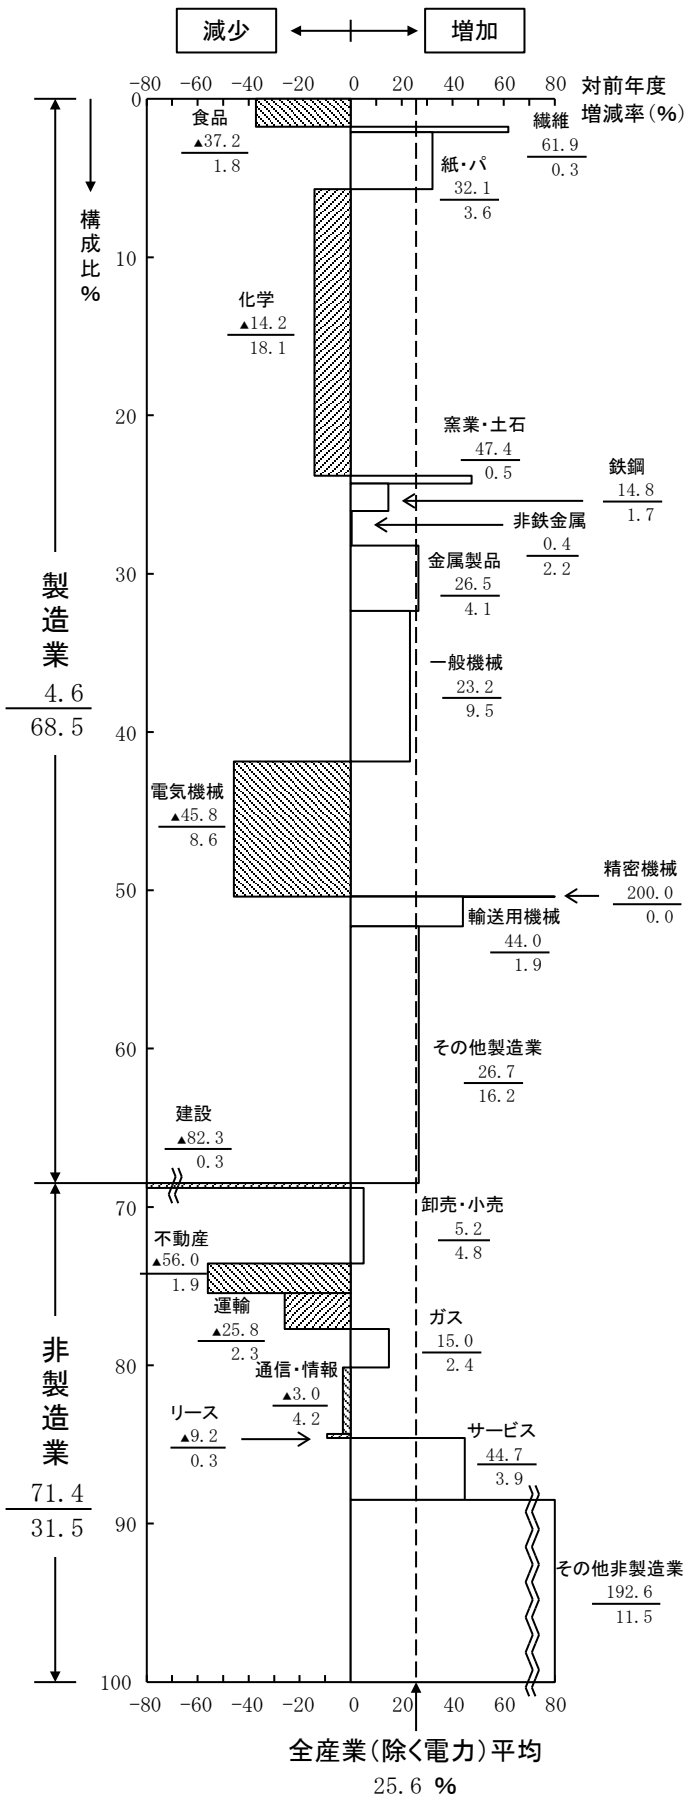 減少
増加
-80 -60 -40 -20 0 20 40 60 80
対前年度
増減率(%)
0
10
20
30
40
50
60
70
80
90
100
構成比%
食品
▲37.2
1.8
繊維
61.9
0.3
紙・パ
32.1
3.6
化学
▲14.2
18.1
窯業・土石
47.4
0.5
鉄鋼
14.8
1.7
非鉄金属
0.4
2.2
金属製品
26.5
4.1
製造業
4.6
68.5
一般機械
23.2
9.5
電気機械
▲45.8
8.6
精密機械
200.0
0.0
輸送用機械
44.0
1.9
その他製造業
26.7
16.2
建設
▲82.3
0.3
卸売・小売
5.2
4.8
不動産
▲56.0
1.9
運輸
▲25.8
2.3
ガス
15.0
2.4
非製造業
71.4
31.5
通信・情報
▲3.0
4.2
リース
▲9.2
0.3
サービス
44.7
3.9
その他非製造業
192.6
11.5
-80 -60 -40 -20 0 20 40 60 80
全産業(除く電力)平均
25.6 %